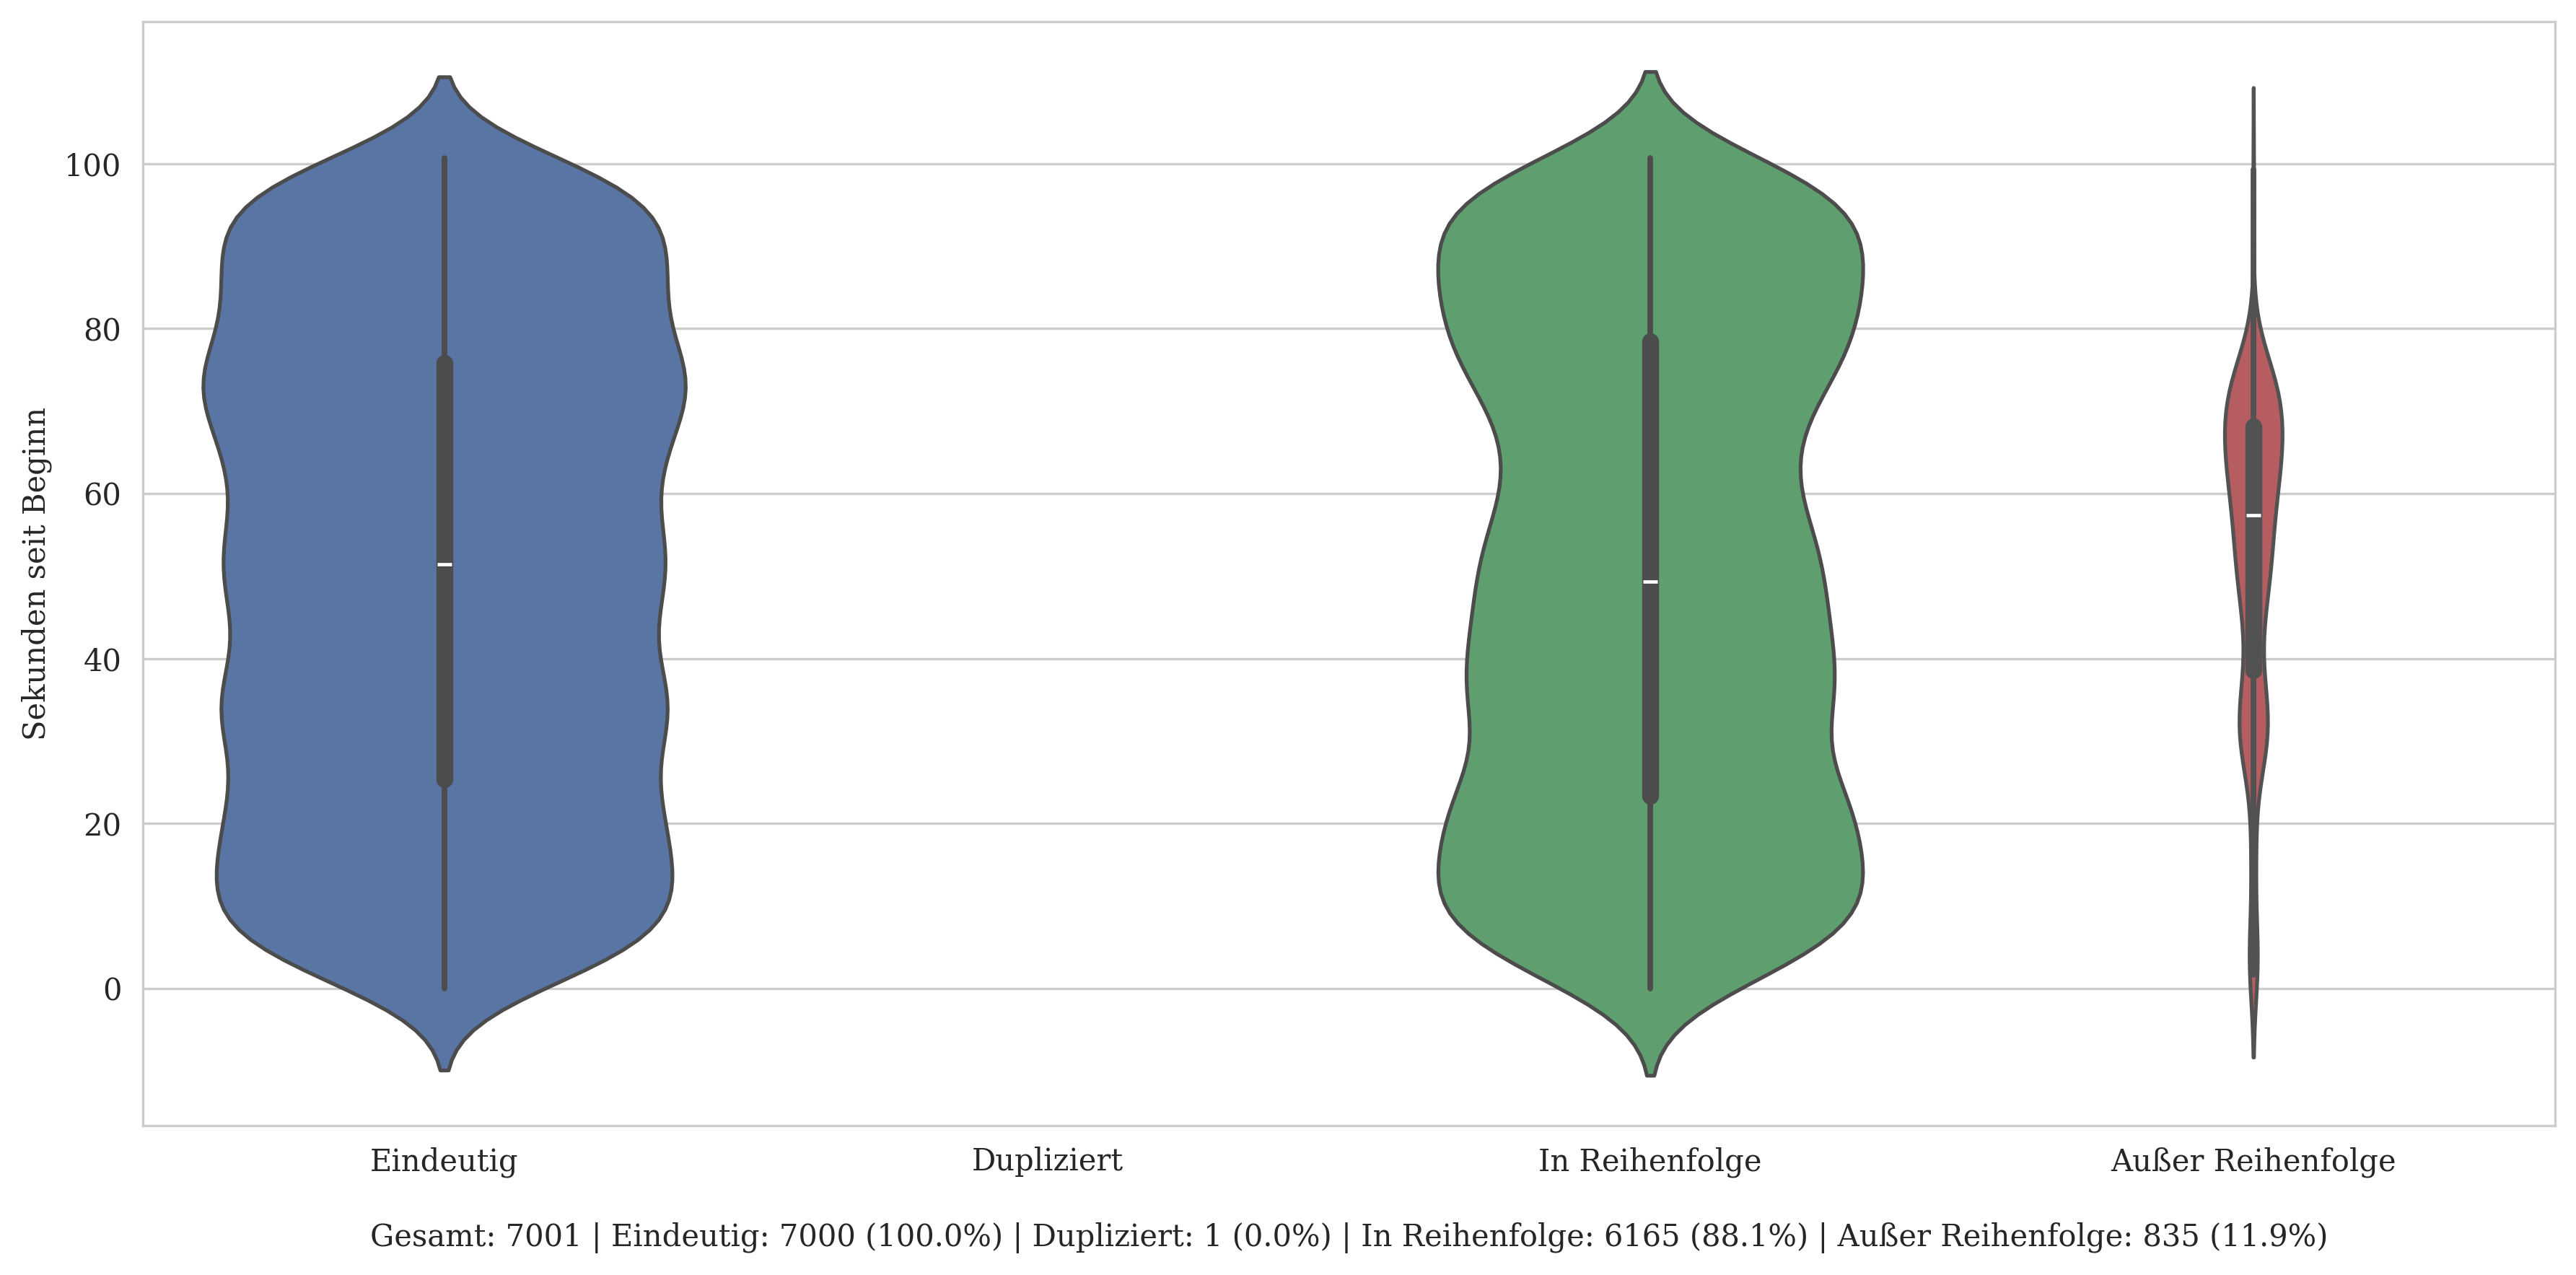 Sekunden seit Beginn
100
80
60
40
20
0
Eindeutig
Dupliziert
In Reihenfolge
Außer Reihenfolge
Gesamt: 7001 | Eindeutig: 7000 (100.0%) | Dupliziert: 1 (0.0%) | In Reihenfolge: 6165 (88.1%) | Außer Reihenfolge: 835 (11.9%)